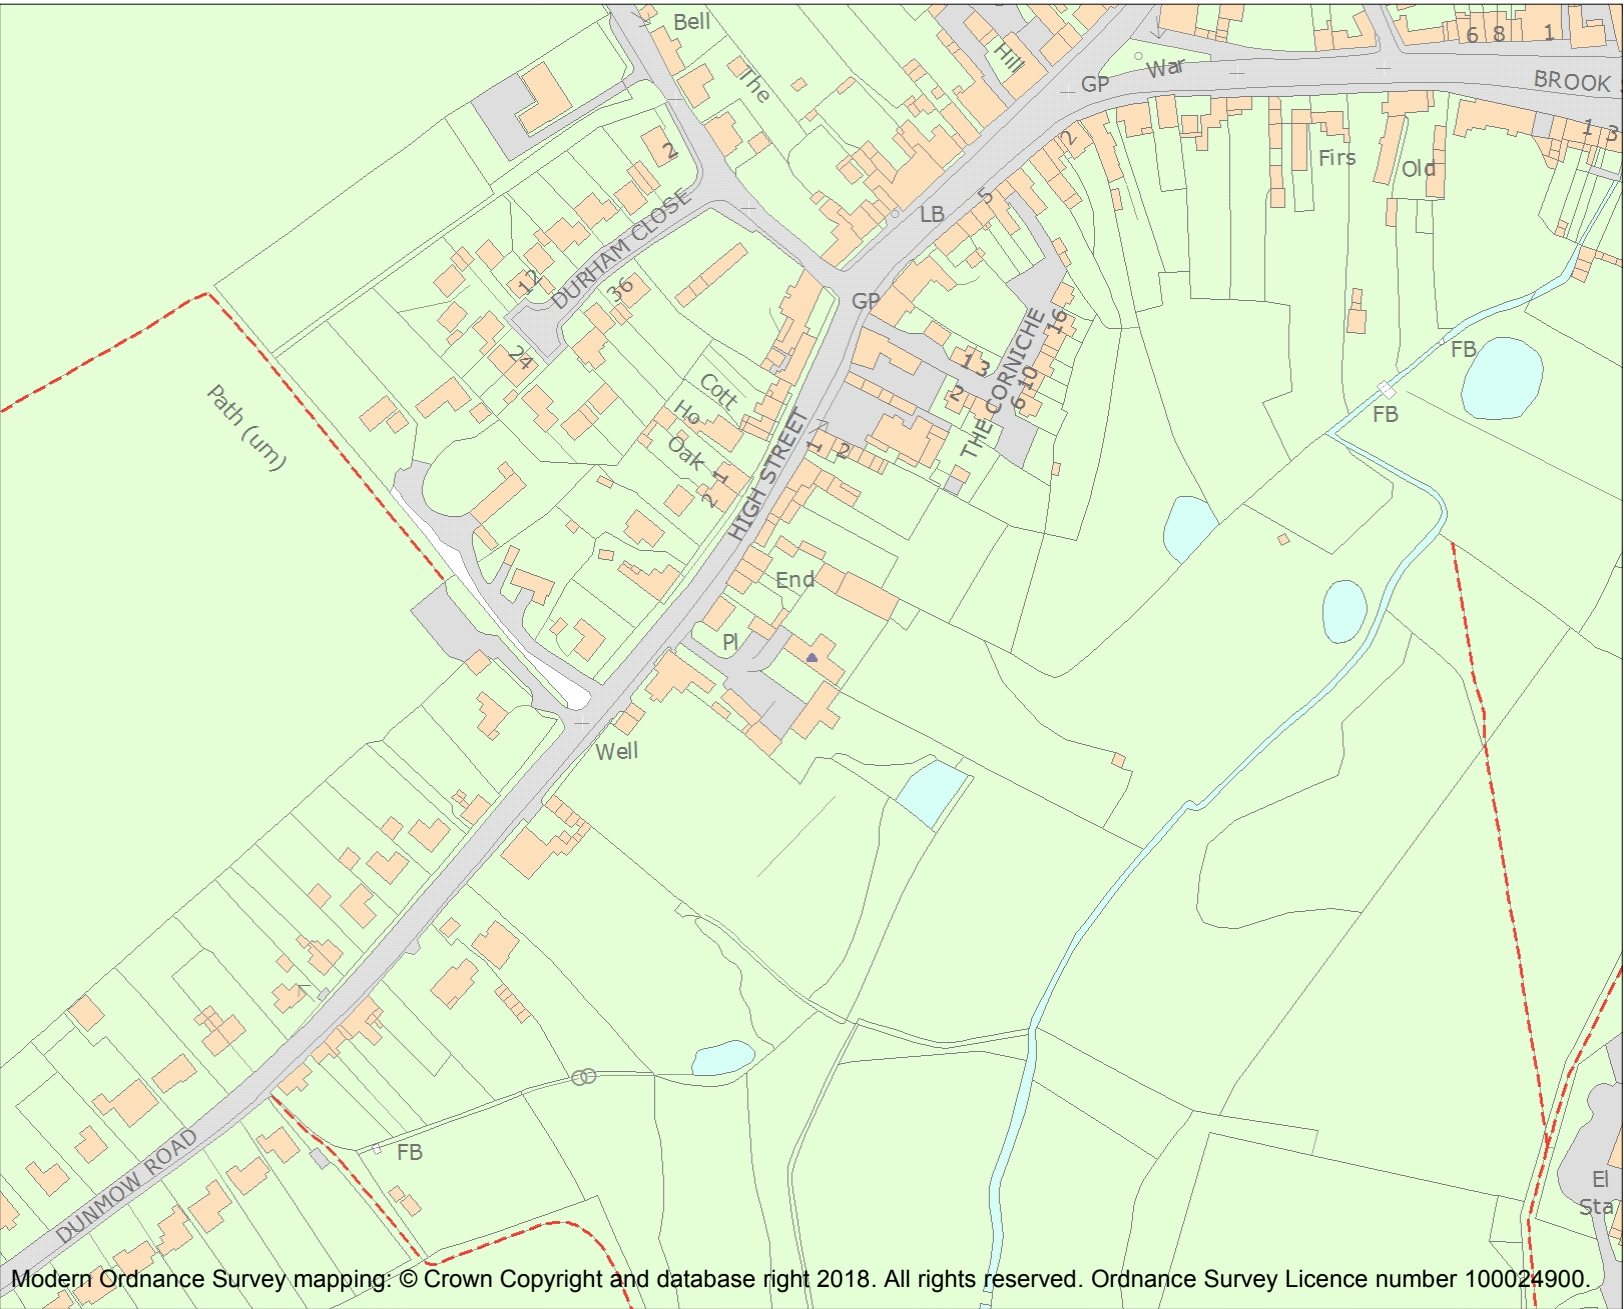 Bell
The
Hill
GP
War
6 8
1
BROOK
2
1 3
Firs
Old
2
DURHAM CLOSE
12
36
24
5
LB
GP
THE CORNICHE
16
1 3
2
6 10
FB
FB
Path (um)
Cott
Ho
Oak
1
2
HIGH STREET
1 2
End
Pl
Well
FB
DUNMOW ROAD
El
Sta
Modern Ordnance Survey mapping: © Crown Copyright and database right 2018. All rights reserved. Ordnance Survey Licence number 100024900.